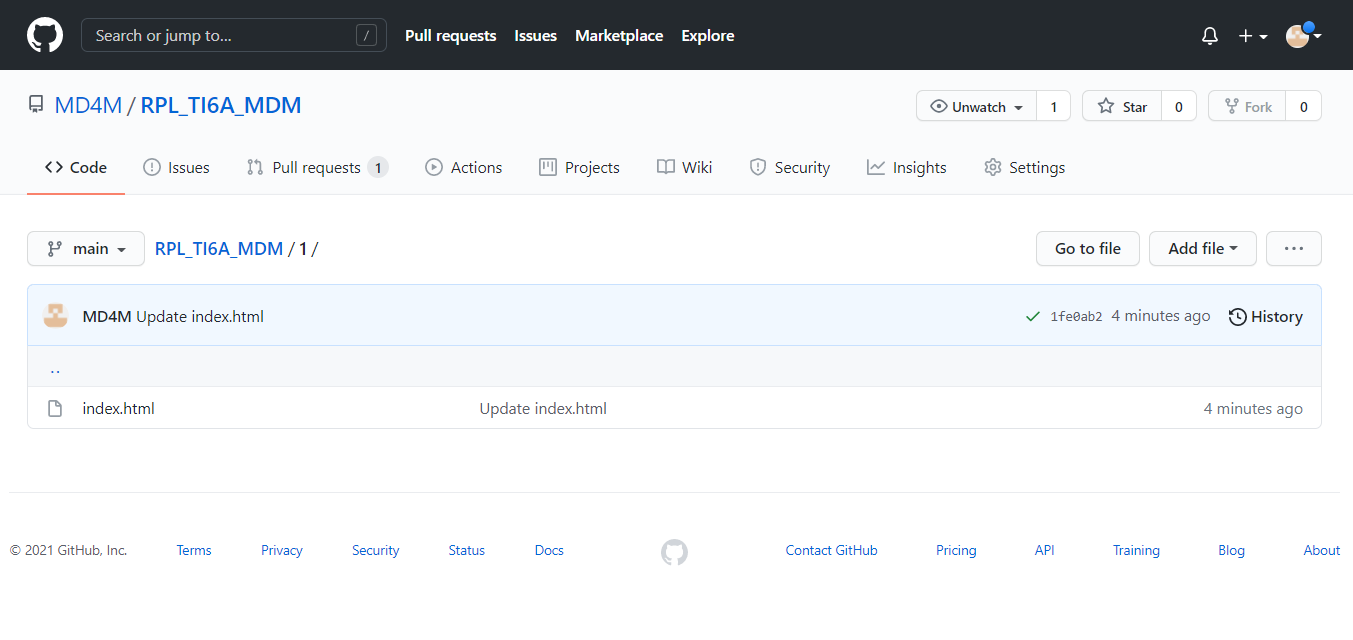 Search or jump to... / Pull requests Issues Marketplace Explore
MD4M / RPL_TI6A_MDM Unwatch 1 Star 0 Fork 0
Code Issues Pull requests 1 Actions Projects Wiki Security Insights Settings
main RPL_TI6A_MDM / 1 / Go to file Add file ...
MD4M Update index.html 1fe0ab2 4 minutes ago History
..
index.html Update index.html 4 minutes ago
© 2021 GitHub, Inc. Terms Privacy Security Status Docs Contact GitHub Pricing API Training Blog About